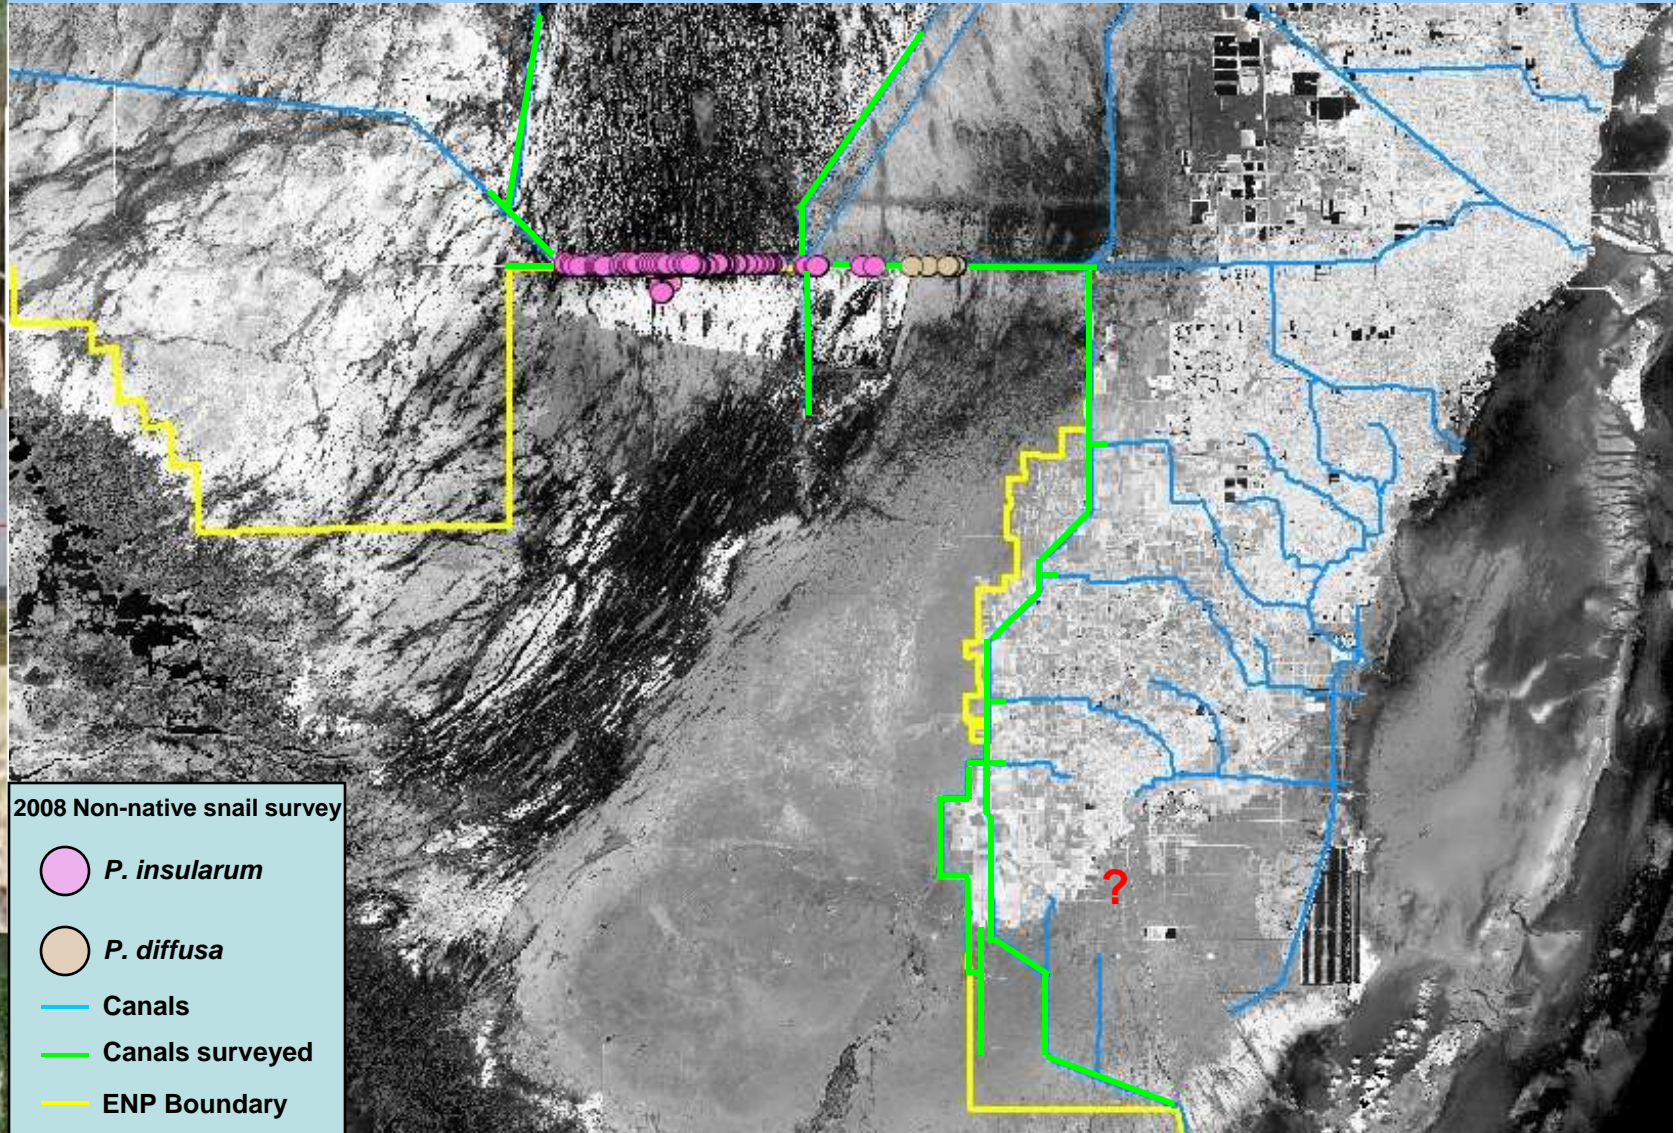 ?
2008 Non-native snail survey
P. insularum
P. diffusa
Canals
Canals surveyed
ENP Boundary